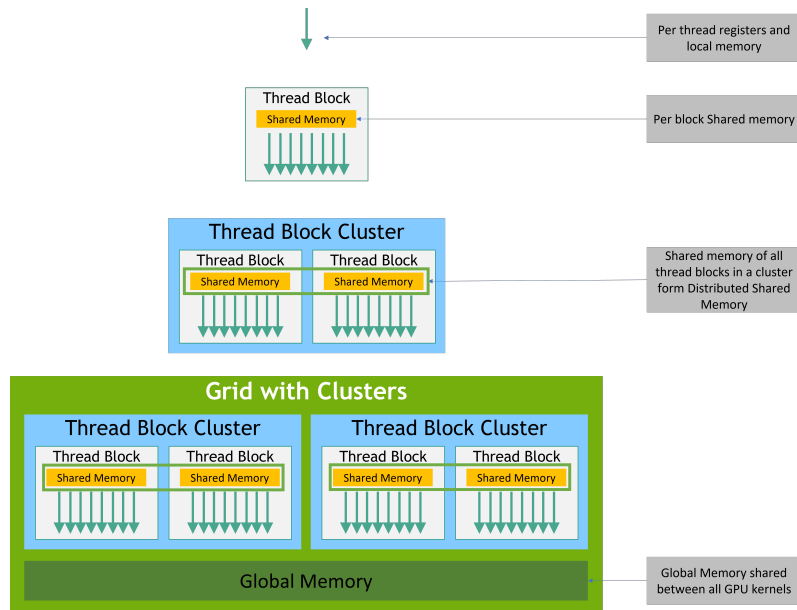 Per thread registers and
local memory
Thread Block
Shared Memory
Per block Shared memory
Thread Block Cluster
Thread Block
Thread Block
Shared Memory
Shared Memory
Shared memory of all
thread blocks in a cluster
form Distributed Shared
Memory
Grid with Clusters
Thread Block Cluster
Thread Block Cluster
Thread Block
Thread Block
Thread Block
Thread Block
Shared Memory
Shared Memory
Shared Memory
Shared Memory
Global Memory
Global Memory shared
between all GPU kernels